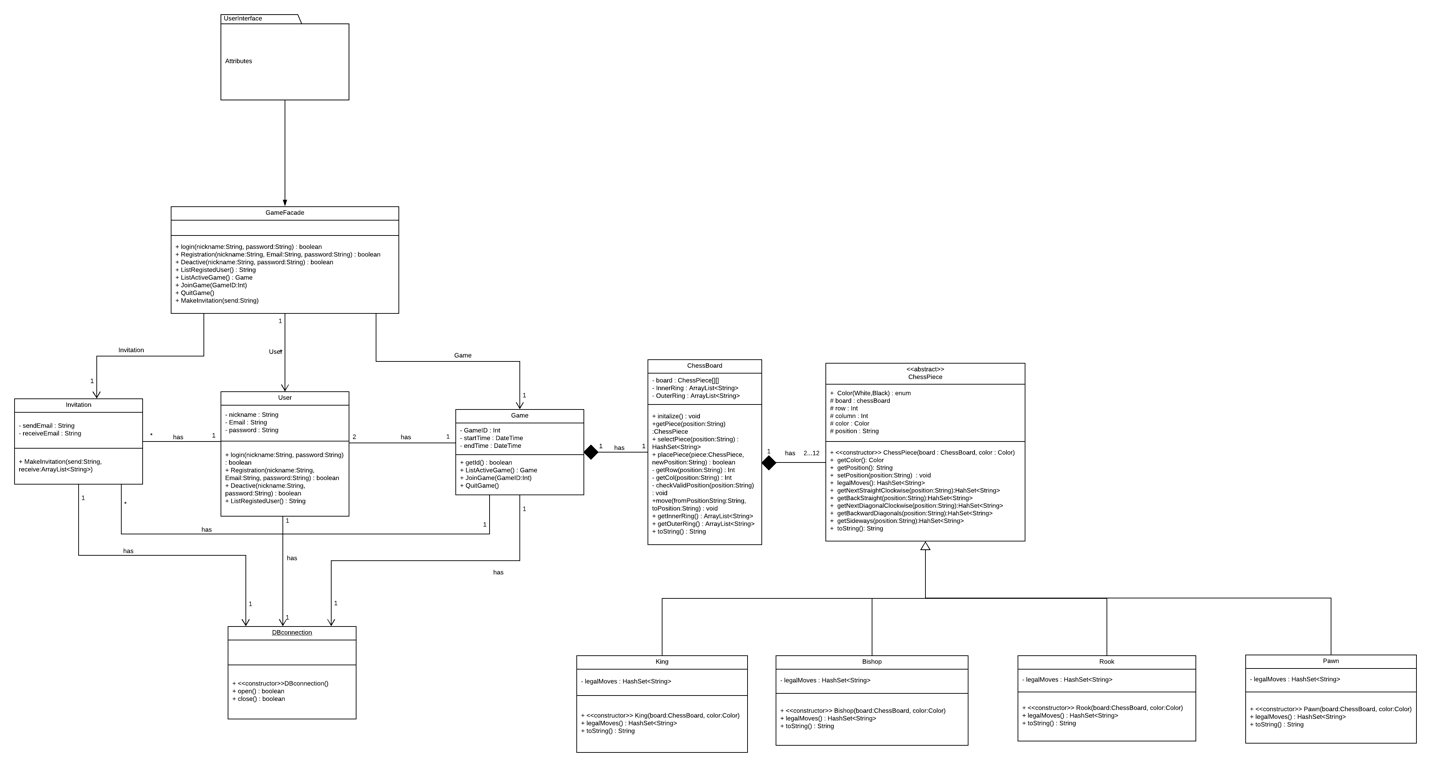 UserInterface
Attributes
GameFacade
+ login(nickname:String, password:String) : boolean
+ Registration(nickname:String, Email:String, password:String) : boolean
+ Deactive(nickname:String, password:String) : boolean
+ ListRegistedUser() : String
+ ListActiveGame() : Game
+ JoinGame(GameID:Int)
+ QuitGame()
+ MakeInvitation(send:String)
Invitation
1
1
User
Game
1
Invitation
- sendEmail : String
- receiveEmail : String
+ MakeInvitation(send:String,
receive:ArrayList<String>)
* has 1
User
- nickname : String
- Email : String
- password : String
+ login(nickname:String, password:String)
: boolean
+ Registration(nickname:String,
Email:String, password:String) : boolean
+ Deactive(nickname:String,
password:String) : boolean
+ ListRegistedUser() : String
2 has 1
Game
- GameID : Int
- startTime : DateTime
- endTime : DateTime
+ getId() : boolean
+ ListActiveGame() : Game
+ JoinGame(GameID:Int)
+ QuitGame()
1 has 1
ChessBoard
- board : ChessPiece[][]
- InnerRing : ArrayList<String>
- OuterRing : ArrayList<String>
+ initalize() : void
+getPiece(position:String)
:ChessPiece
+ selectPiece(position:String) :
HashSet<String>
+ placePiece(piece:ChessPiece,
newPosition:String) : boolean
- getRow(position:String) : Int
- getCol(position:String) : Int
- checkValidPosition(position:String)
: void
+move(fromPositionString:String,
toPosition:String) : void
+ getInnerRing() : ArrayList<String>
+ getOuterRing() : ArrayList<String>
+ toString() : String
1 has 2...12
<<abstract>>
ChessPiece
+ Color(White,Black) : enum
# board : chessBoard
# row : Int
# column : Int
# color : Color
# position : String
+ <<constructor>> ChessPiece(board : ChessBoard, color : Color)
+ getColor(): Color
+ getPosition(): String
+ setPosition(position:String) : void
+ legalMoves(): HashSet<String>
+ getNextStraightClockwise(position:String):HahSet<String>
+ getBackStraight(position:String):HahSet<String>
+ getNextDiagonalClockwise(position:String):HahSet<String>
+ getBackwardDiagonals(position:String):HahSet<String>
+ getSideways(position:String):HahSet<String>
+ toString(): String
1
*
has
1
1
1
has
has
has
1
1
1
DBconnection
+ <<constructor>>DBconnection()
+ open() : boolean
+ close() : boolean
King
- legalMoves : HashSet<String>
+ <<constructor>> King(board:ChessBoard, color:Color)
+ legalMoves() : HashSet<String>
+ toString() : String
Bishop
- legalMoves : HashSet<String>
+ <<constructor>> Bishop(board:ChessBoard, color:Color)
+ legalMoves() : HashSet<String>
+ toString() : String
Rook
- legalMoves : HashSet<String>
+ <<constructor>> Rook(board:ChessBoard, color:Color)
+ legalMoves() : HashSet<String>
+ toString() : String
Pawn
- legalMoves : HashSet<String>
+ <<constructor>> Pawn(board:ChessBoard, color:Color)
+ legalMoves() : HashSet<String>
+ toString() : String